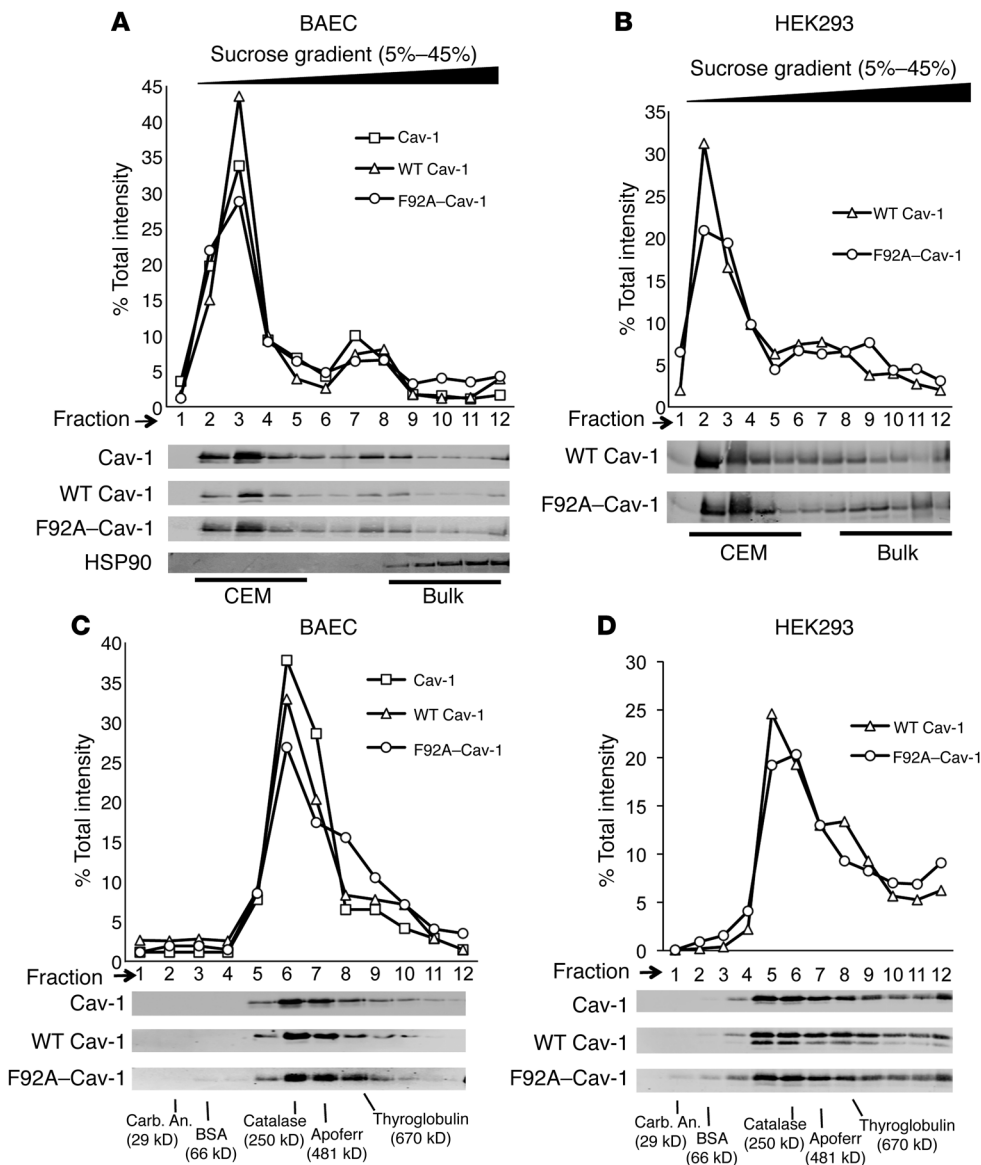 A
BAEC
Sucrose gradient (5%–45%)
% Total intensity
45
40
35
30
25
20
15
10
5
0
Cav-1
WT Cav-1
F92A–Cav-1
Fraction
1 2 3 4 5 6 7 8 9 10 11 12
Cav-1
WT Cav-1
F92A–Cav-1
HSP90
CEM
Bulk
B
HEK293
Sucrose gradient (5%–45%)
% Total intensity
35
30
25
20
15
10
5
0
WT Cav-1
F92A–Cav-1
Fraction
1 2 3 4 5 6 7 8 9 10 11 12
WT Cav-1
F92A–Cav-1
CEM
Bulk
C
BAEC
% Total intensity
40
35
30
25
20
15
10
5
0
Cav-1
WT Cav-1
F92A–Cav-1
Fraction
1 2 3 4 5 6 7 8 9 10 11 12
Cav-1
WT Cav-1
F92A–Cav-1
Carb. An.
(29 kD)
BSA
(66 kD)
Catalase
(250 kD)
Apoferr
(481 kD)
Thyroglobulin
(670 kD)
D
HEK293
% Total intensity
30
25
20
15
10
5
0
WT Cav-1
F92A–Cav-1
Fraction
1 2 3 4 5 6 7 8 9 10 11 12
Cav-1
WT Cav-1
F92A–Cav-1
Carb. An.
(29 kD)
BSA
(66 kD)
Catalase
(250 kD)
Apoferr
(481 kD)
Thyroglobulin
(670 kD)